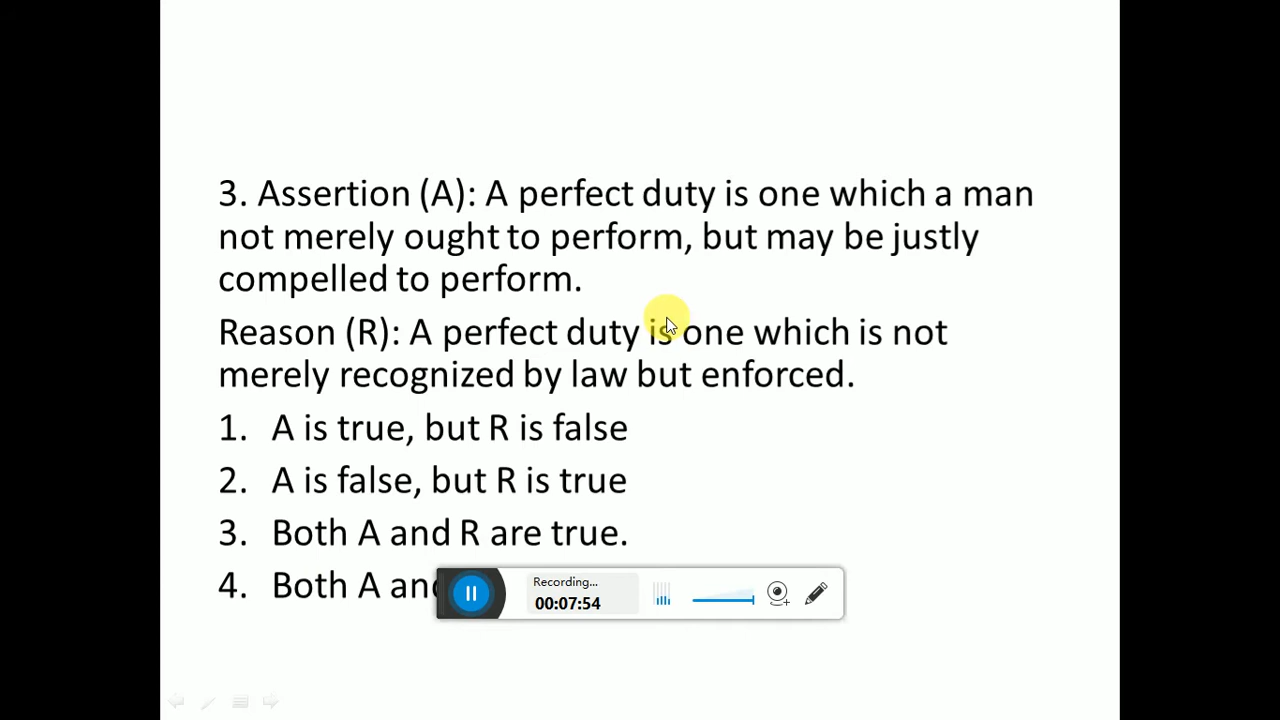 3. Assertion (A): A perfect duty is one which a man
not merely ought to perform, but may be justly
compelled to perform.
Reason (R): A perfect duty is one which is not
merely recognized by law but enforced.
1. A is true, but R is false
2. A is false, but R is true
3. Both A and R are true.
4. Both A
Recording...
00:07:54